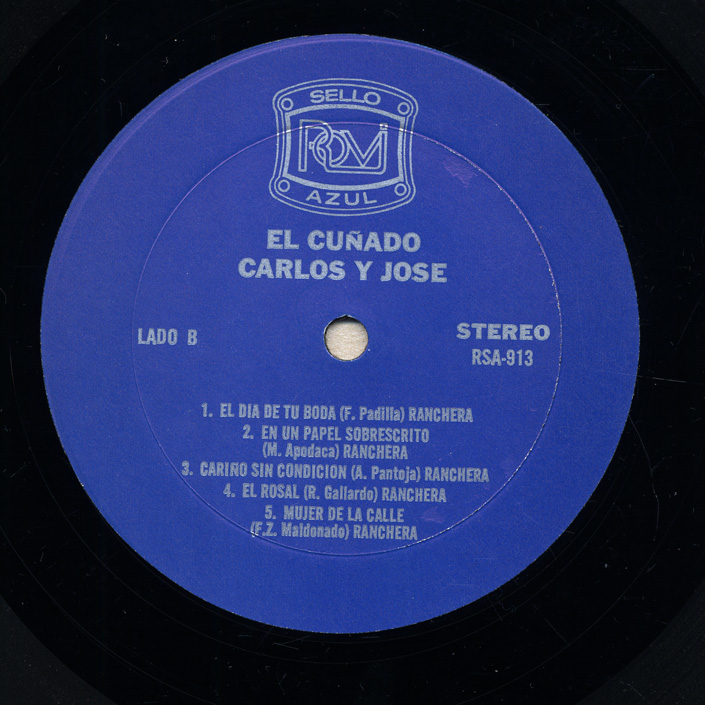 SELLO
ROVI
AZUL
EL CUÑADO
CARLOS Y JOSE
LADO B
STEREO
RSA-913
1. EL DIA DE TU BODA (F. Padilla) RANCHERA
2. EN UN PAPEL SOBRESCRITO
(M. Apodaca) RANCHERA
3. CARIÑO SIN CONDICION (A. Pantoja) RANCHERA
4. EL ROSAL (R. Gallardo) RANCHERA
5. MUJER DE LA CALLE
(F.Z. Maldonado) RANCHERA